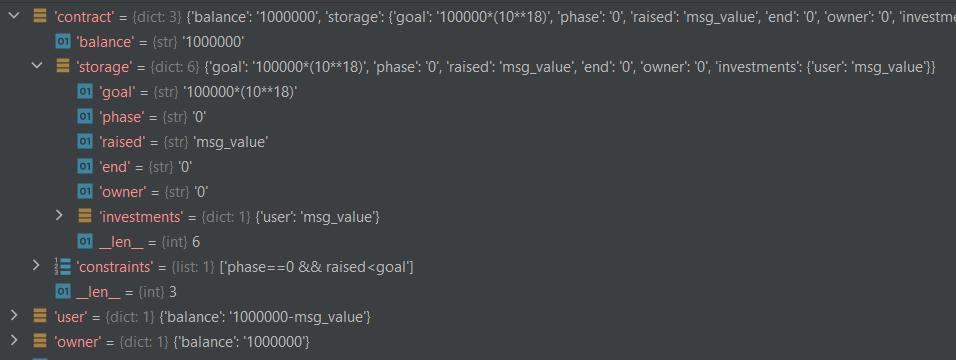 'contract' = {dict: 3} {'balance': '1000000', 'storage': {'goal': '100000*(10**18)', 'phase': '0', 'raised': 'msg_value', 'end': '0', 'owner': '0', 'investme
01 'balance' = {str} '1000000'
'storage' = {dict: 6} {'goal': '100000*(10**18)', 'phase': '0', 'raised': 'msg_value', 'end': '0', 'owner': '0', 'investments': {'user': 'msg_value'}}
01 'goal' = {str} '100000*(10**18)'
01 'phase' = {str} '0'
01 'raised' = {str} 'msg_value'
01 'end' = {str} '0'
01 'owner' = {str} '0'
'investments' = {dict: 1} {'user': 'msg_value'}
01 __len__ = {int} 6
'constraints' = {list: 1} ['phase==0 && raised<goal']
01 __len__ = {int} 3
'user' = {dict: 1} {'balance': '1000000-msg_value'}
'owner' = {dict: 1} {'balance': '1000000'}